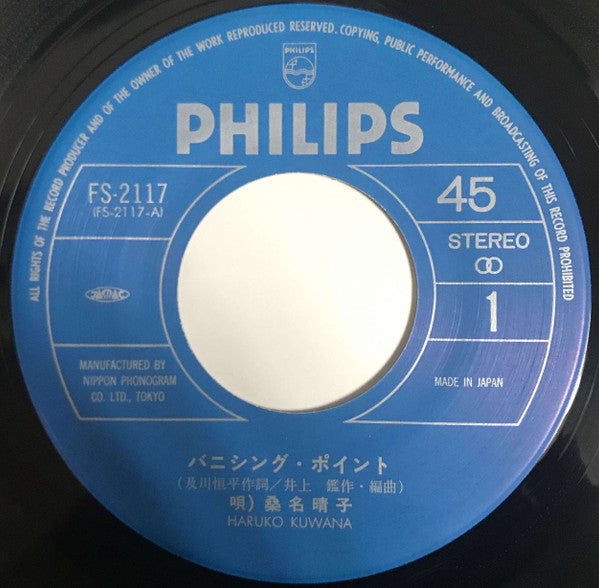 ALL RIGHTS OF THE RECORD PRODUCER AND OF THE OWNER OF THE WORK REPRODUCED RESERVED. COPYING, PUBLIC PERFORMANCE AND BROADCASTING OF THIS RECORD PROHIBITED
PHILIPS
PHILIPS
FS-2117
(FS-2117-A)
45
STEREO
1
MANUFACTURED BY
NIPPON PHONOGRAM
CO. LTD., TOKYO
MADE IN JAPAN
バニシング・ポイント
(及川恒平作詞/井上 鑑作・編曲)
唄) 桑名晴子
HARUKO KUWANA